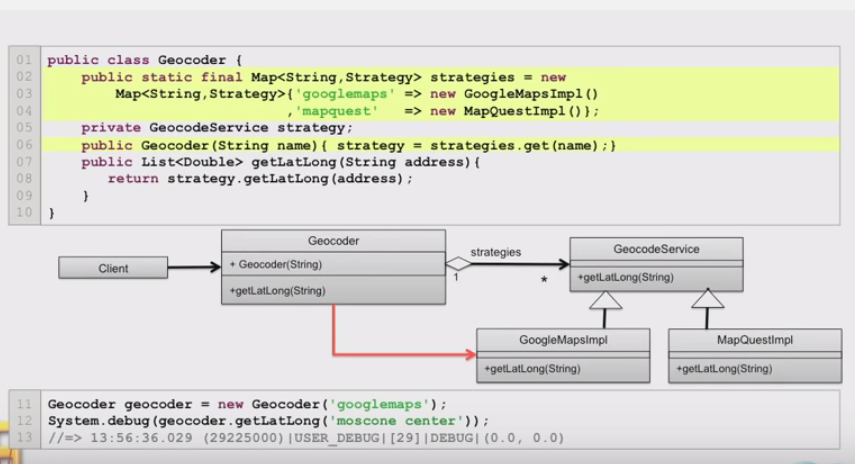 01 public class Geocoder {
02 public static final Map<String,Strategy> strategies = new
03 Map<String,Strategy>{'googlemaps' => new GoogleMapsImpl()
04 ,'mapquest' => new MapQuestImpl()};
05 private GeocodeService strategy;
06 public Geocoder(String name){ strategy = strategies.get(name);}
07 public List<Double> getLatLong(String address){
08 return strategy.getLatLong(address);
09 }
10 }
Client
Geocoder
+ Geocoder(String)
+getLatLong(String)
strategies
1
*
GeocodeService
+getLatLong(String)
GoogleMapsImpl
+getLatLong(String)
MapQuestImpl
+getLatLong(String)
11 Geocoder geocoder = new Geocoder('googlemaps');
12 System.debug(geocoder.getLatLong('moscone center'));
13 //=> 13:56:36.029 (29225000)|USER_DEBUG|[29]|DEBUG|(0.0, 0.0)